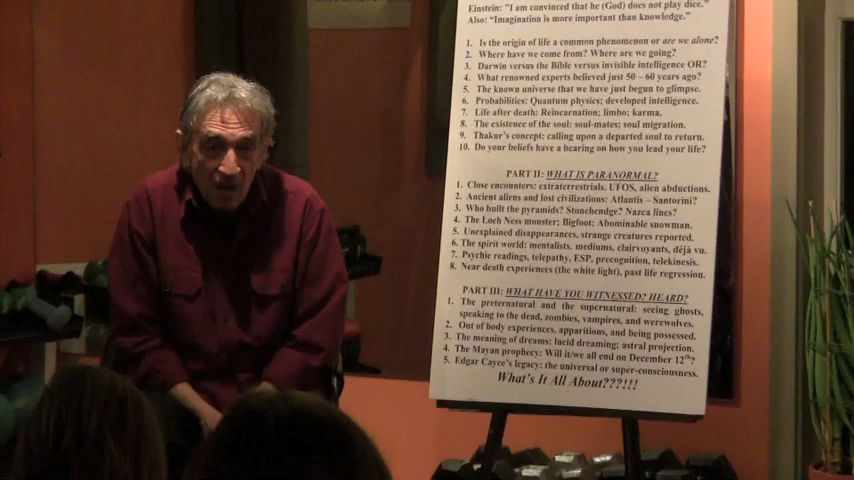 Einstein: "I am convinced that he (God) does not play dice."
Also: "Imagination is more important than knowledge."
1. Is the origin of life a common phenomenon or are we alone?
2. Where have we come from? Where are we going?
3. Darwin versus the Bible versus invisible intelligence OR?
4. What renowned experts believed just 50 – 60 years ago?
5. The known universe that we have just begun to glimpse.
6. Probabilities: Quantum physics; developed intelligence.
7. Life after death: Reincarnation; limbo; karma.
8. The existence of the soul: soul-mates; soul migration.
9. Thakur's concept: calling upon a departed soul to return.
10. Do your beliefs have a bearing on how you lead your life?
PART II: WHAT IS PARANORMAL?
1. Close encounters: extraterrestrials. UFOS, alien abductions.
2. Ancient aliens and lost civilizations: Atlantis – Santorini?
3. Who built the pyramids? Stonehendge? Nazca lines?
4. The Loch Ness monster; Bigfoot; Abominable snowman.
5. Unexplained disappearances, strange creatures reported.
6. The spirit world: mentalists. mediums, clairvoyants, déjà vu.
7. Psychic readings, telepathy, ESP, precognition, telekinesis.
8. Near death experiences (the white light), past life regression.
PART III: WHAT HAVE YOU WITNESSED? HEARD?
1. The preternatural and the supernatural: seeing ghosts,
speaking to the dead, zombies, vampires, and werewolves.
2. Out of body experiences, apparitions, and being possessed.
3. The meaning of dreams: lucid dreaming; astral projection.
4. The Mayan prophecy: Will it/we all end on December 12th?
5. Edgar Cayce's legacy: the universal or super-consciousness.
What's It All About???!!!